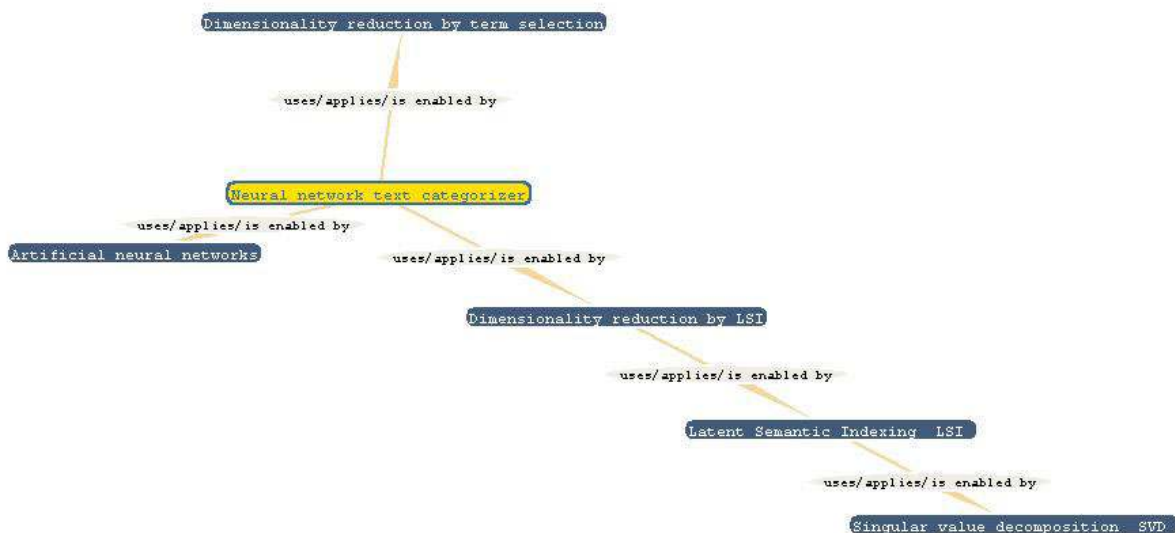 Dimensionality reduction by term selection
uses/applies/is enabled by
Neural network text categorizer
uses/applies/is enabled by
Artificial neural networks
uses/applies/is enabled by
Dimensionality reduction by LSI
uses/applies/is enabled by
Latent Semantic Indexing LSI
uses/applies/is enabled by
Singular value decomposition SVD